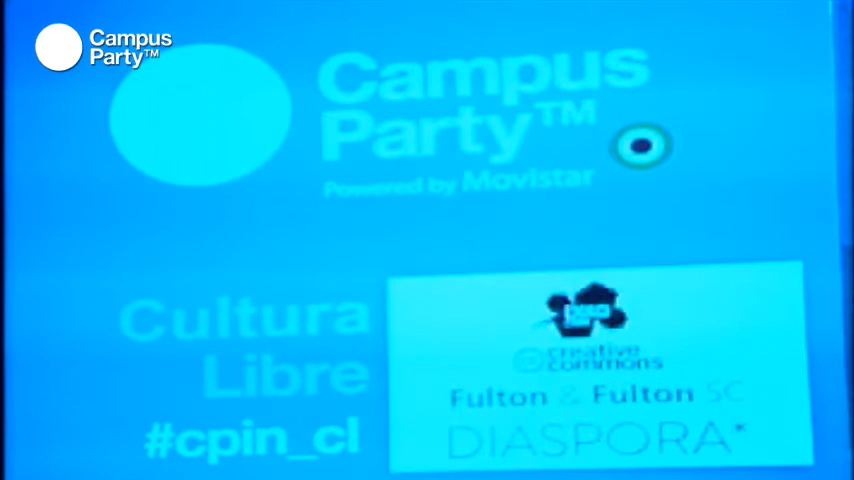 Campus
Party™
Campus
Party™
Powered by Movistar
Cultura
Libre
#cpin_cl
creative
commons
Fulton & Fulton SC
DIASPORA*